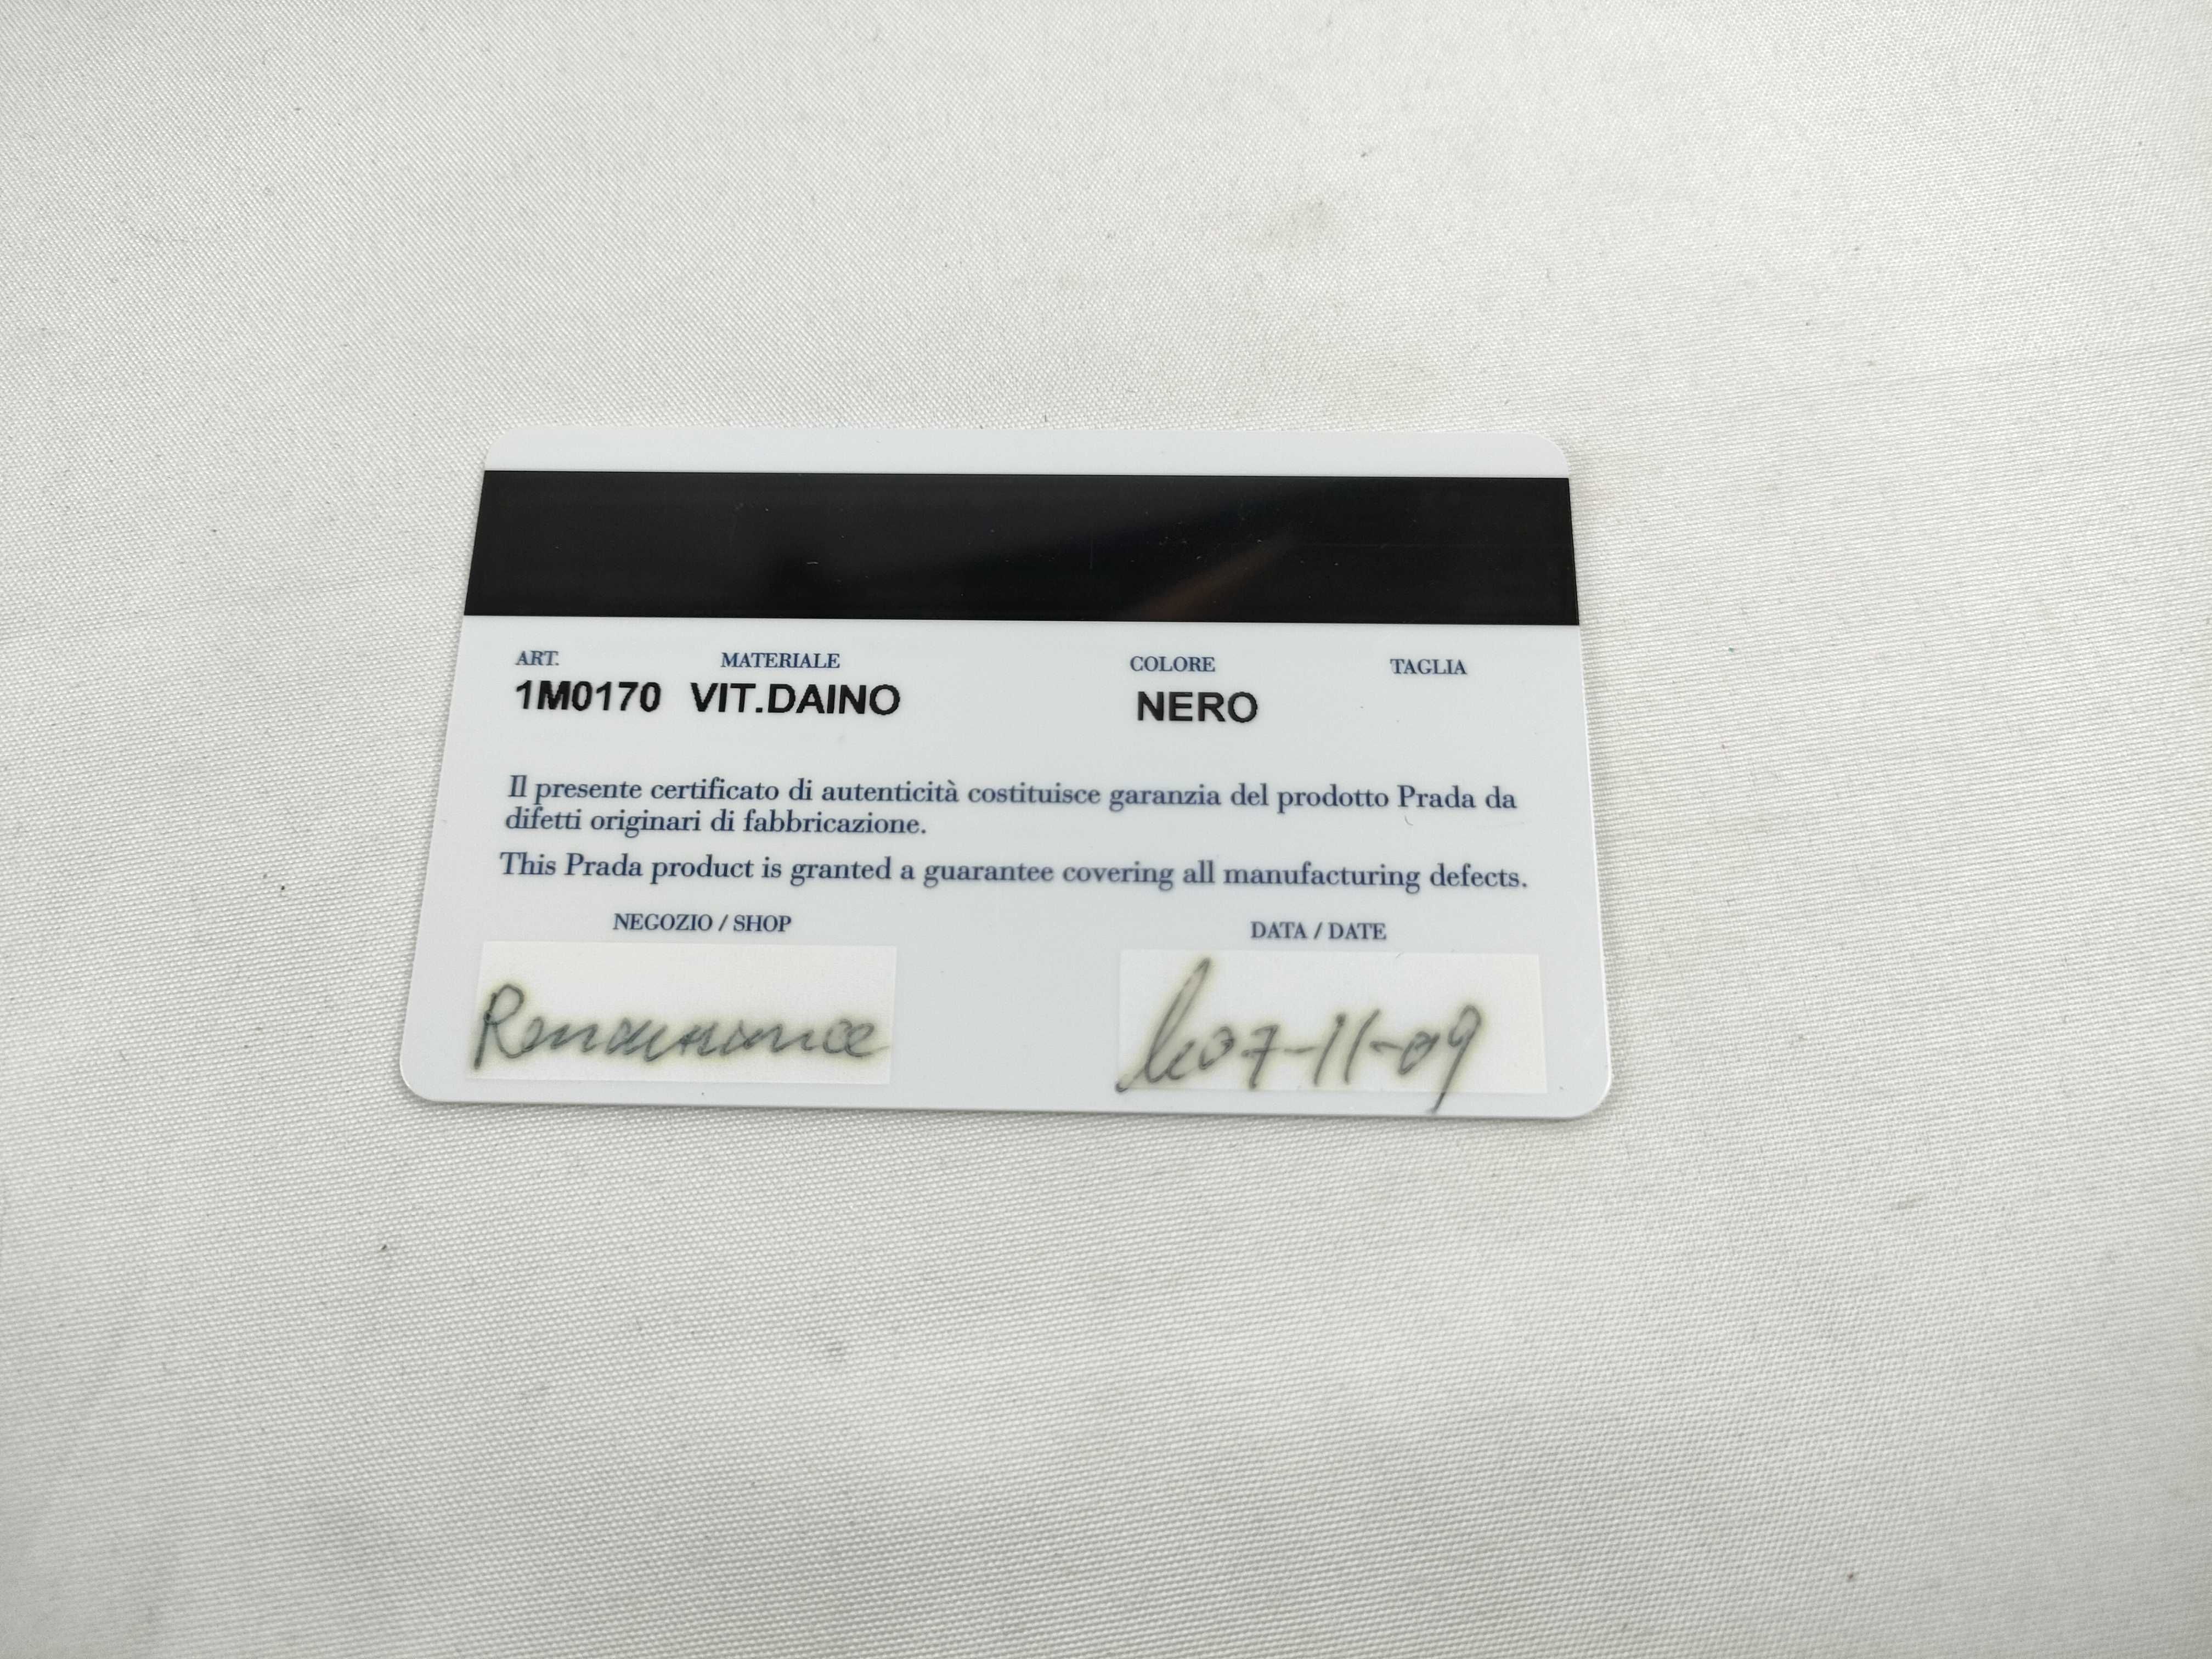 ART. MATERIALE COLORE TAGLIA
1M0170 VIT.DAINO NERO
Il presente certificato di autenticità costituisce garanzia del prodotto Prada da
difetti originari di fabbricazione.
This Prada product is granted a guarantee covering all manufacturing defects.
NEGOZIO / SHOP DATA / DATE
07-11-09